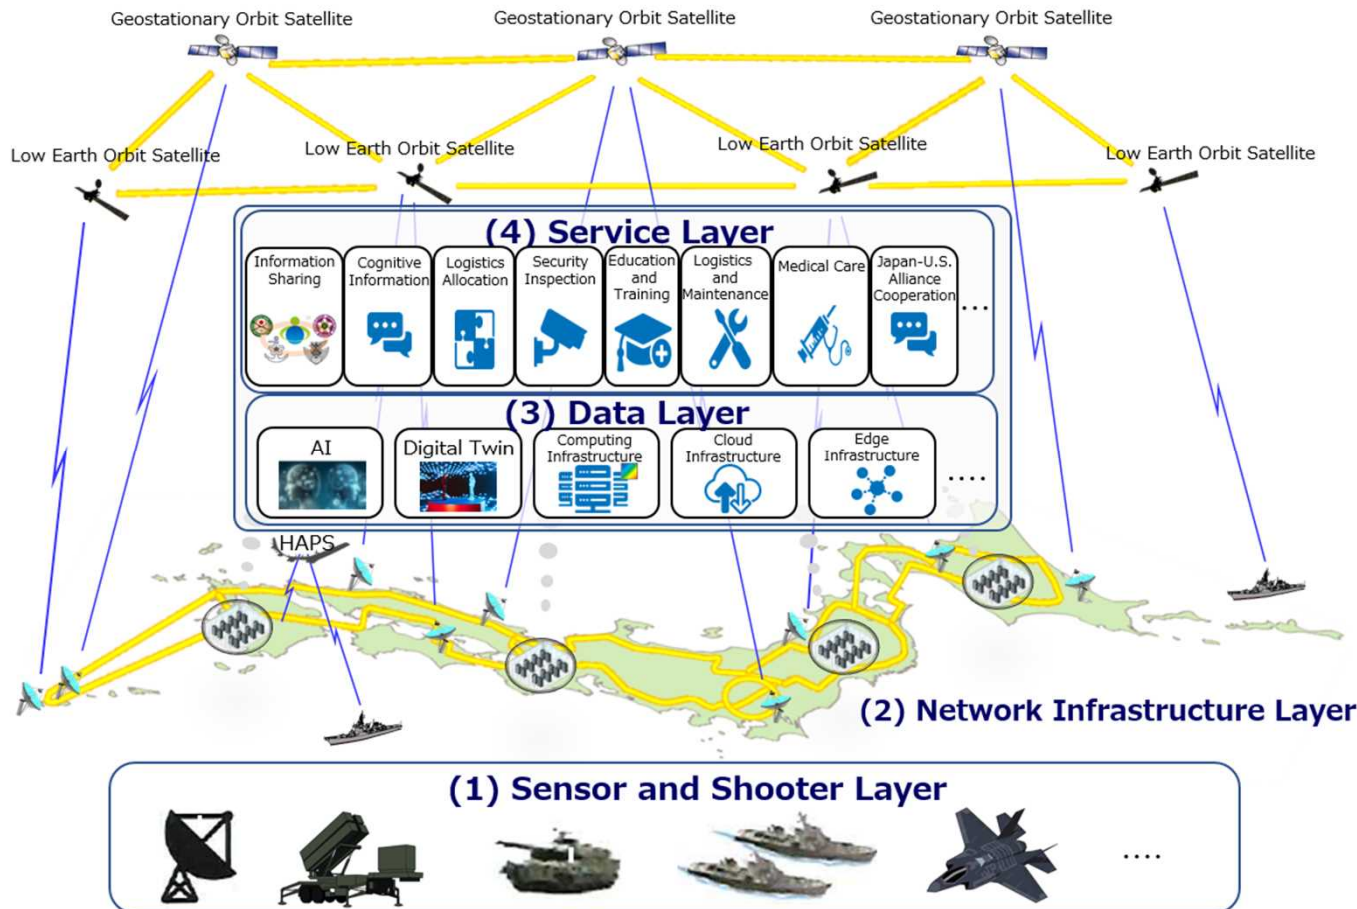 Geostationary Orbit Satellite
Geostationary Orbit Satellite
Geostationary Orbit Satellite
Low Earth Orbit Satellite
Low Earth Orbit Satellite
Low Earth Orbit Satellite
Low Earth Orbit Satellite
(4) Service Layer
Information
Sharing
Cognitive
Information
Logistics
Allocation
Security
Inspection
Education
and
Training
Logistics
and
Maintenance
Medical Care
Japan-U.S.
Alliance
Cooperation
....
(3) Data Layer
AI
Digital Twin
Computing
Infrastructure
Cloud
Infrastructure
Edge
Infrastructure
....
HAPS
(2) Network Infrastructure Layer
(1) Sensor and Shooter Layer
....